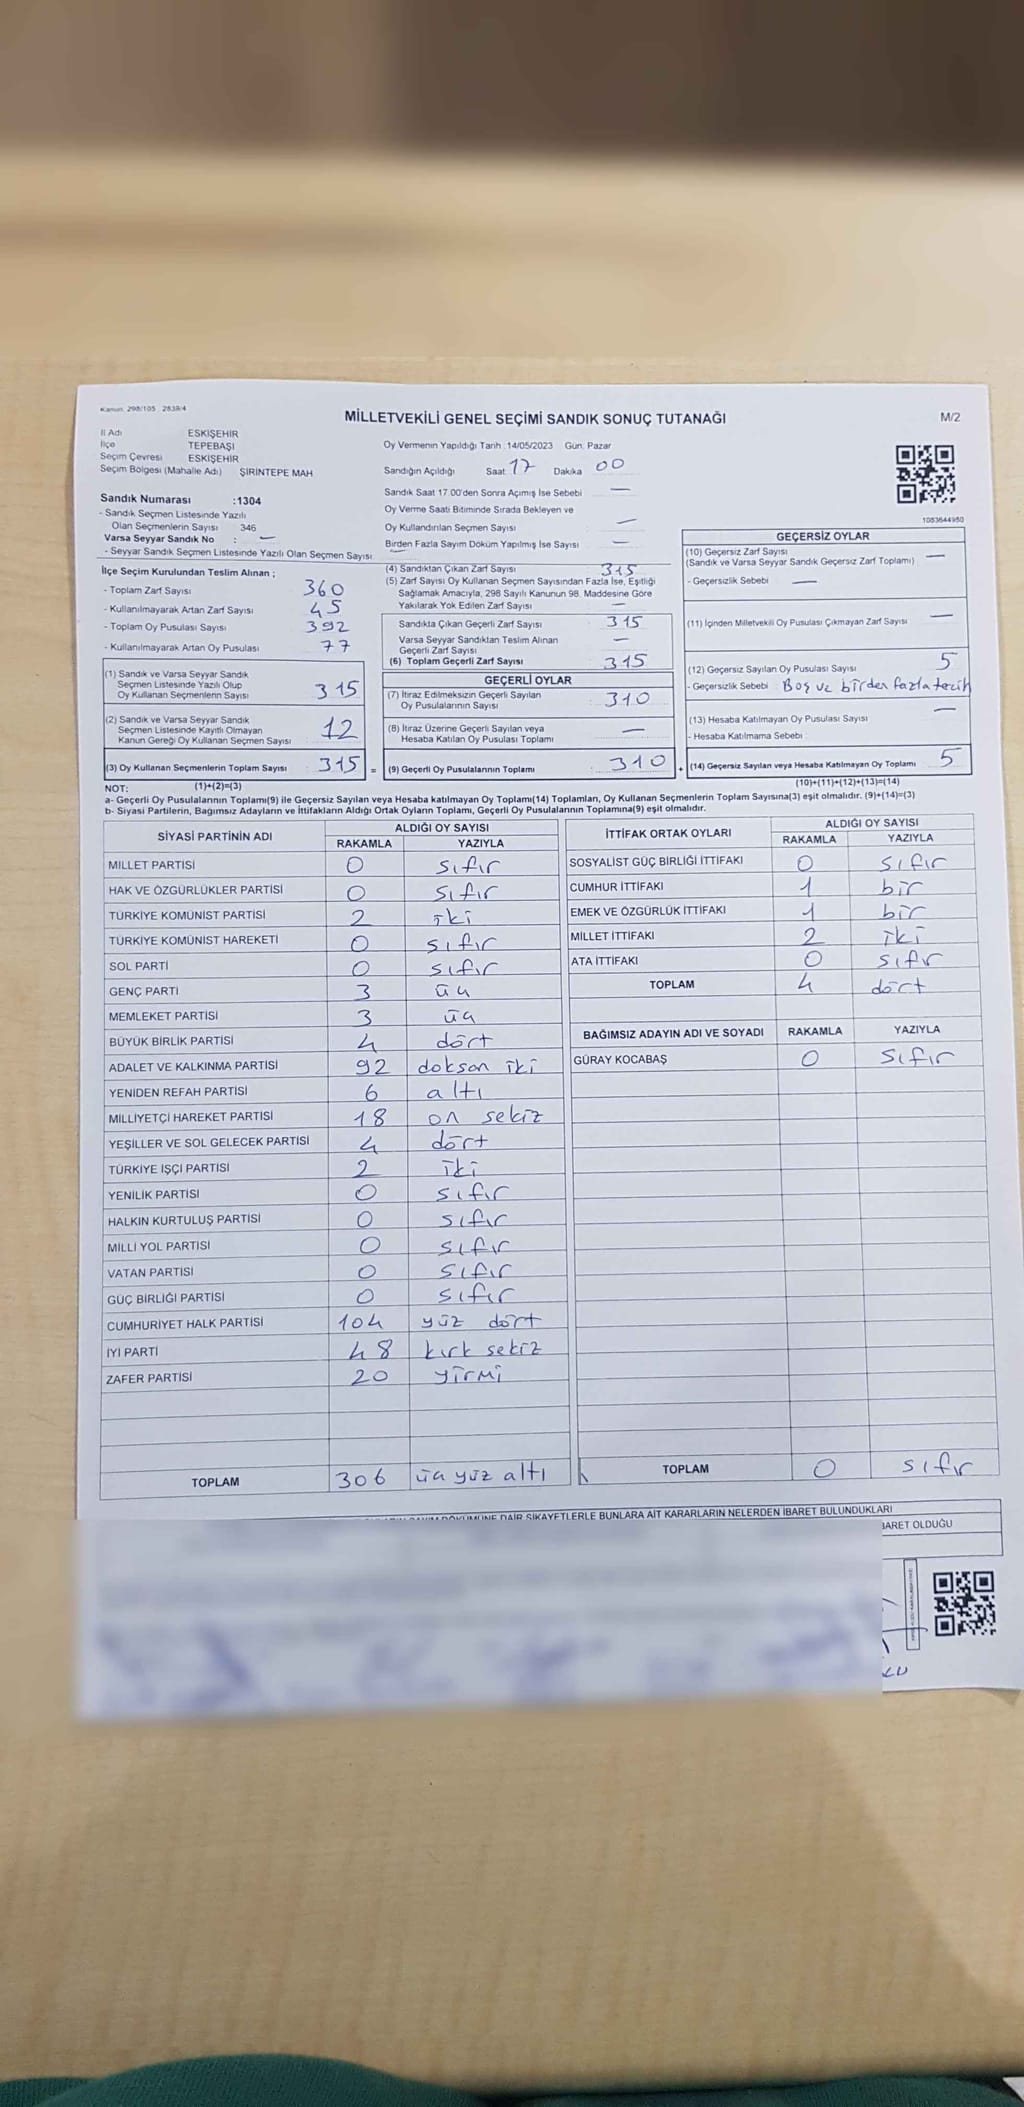 Kanun: 298/105 2839/4
MİLLETVEKİLİ GENEL SEÇİMİ SANDIK SONUÇ TUTANAĞI
M/2
İl Adı ESKİŞEHİR
İlçe TEPEBAŞI
Seçim Çevresi ESKİŞEHİR
Seçim Bölgesi (Mahalle Adı) ŞİRİNTEPE MAH
Sandık Numarası :1304
- Sandık Seçmen Listesinde Yazılı
Olan Seçmenlerin Sayısı 346
Varsa Seyyar Sandık No : —
- Seyyar Sandık Seçmen Listesinde Yazılı Olan Seçmen Sayısı
Oy Vermenin Yapıldığı Tarih :14/05/2023 Gün: Pazar
Sandığın Açıldığı Saat 17 Dakika 00
Sandık Saat 17.00'den Sonra Açımış İse Sebebi —
Oy Verme Saati Bitiminde Sırada Bekleyen ve
Oy Kullandırılan Seçmen Sayısı —
Birden Fazla Sayım Döküm Yapılmış İse Sayısı —
1053644950
İlçe Seçim Kurulundan Teslim Alınan ;
- Toplam Zarf Sayısı 360
- Kullanılmayarak Artan Zarf Sayısı 45
- Toplam Oy Pusulası Sayısı 392
- Kullanılmayarak Artan Oy Pusulası 77
(1) Sandık ve Varsa Seyyar Sandık
Seçmen Listesinde Yazılı Olup
Oy Kullanan Seçmenlerin Sayısı 315
(2) Sandık ve Varsa Seyyar Sandık
Seçmen Listesinde Kayıtlı Olmayan
Kanun Gereği Oy Kullanan Seçmen Sayısı 12
(3) Oy Kullanan Seçmenlerin Toplam Sayısı 315 =
(1)+(2)=(3)
(4) Sandıktan Çıkan Zarf Sayısı 315
(5) Zarf Sayısı Oy Kullanan Seçmen Sayısından Fazla İse, Eşitliği
Sağlamak Amacıyla, 298 Sayılı Kanunun 98. Maddesine Göre
Yakılarak Yok Edilen Zarf Sayısı —
Sandıkta Çıkan Geçerli Zarf Sayısı 315
Varsa Seyyar Sandıktan Teslim Alınan
Geçerli Zarf Sayısı —
(6) Toplam Geçerli Zarf Sayısı 315
GEÇERLİ OYLAR
(7) İtiraz Edilmeksizin Geçerli Sayılan
Oy Pusulalarının Sayısı 310
(8) İtiraz Üzerine Geçerli Sayılan veya
Hesaba Katılan Oy Pusulası Toplamı —
(9) Geçerli Oy Pusulalarının Toplamı 310 +
GEÇERSİZ OYLAR
(10) Geçersiz Zarf Sayısı
(Sandık ve Varsa Seyyar Sandık Geçersiz Zarf Toplamı) —
- Geçersizlik Sebebi —
(11) İçinden Milletvekili Oy Pusulası Çıkmayan Zarf Sayısı —
(12) Geçersiz Sayılan Oy Pusulası Sayısı 5
- Geçersizlik Sebebi Boş ve birden fazla tercih
(13) Hesaba Katılmayan Oy Pusulası Sayısı —
- Hesaba Katılmama Sebebi
(14) Geçersiz Sayılan veya Hesaba Katılmayan Oy Toplamı 5
(10)+(11)+(12)+(13)=(14)
NOT:
a- Geçerli Oy Pusulalarının Toplamı(9) ile Geçersiz Sayılan veya Hesaba katılmayan Oy Toplamı(14) Toplamları, Oy Kullanan Seçmenlerin Toplam Sayısına(3) eşit olmalıdır. (9)+(14)=(3)
b- Siyasi Partilerin, Bağımsız Adayların ve İttifakların Aldığı Ortak Oyların Toplamı, Geçerli Oy Pusulalarının Toplamına(9) eşit olmalıdır.
SİYASİ PARTİNİN ADI ALDIĞI OY SAYISI
RAKAMLA YAZIYLA
MİLLET PARTİSİ 0 sıfır
HAK VE ÖZGÜRLÜKLER PARTİSİ 0 sıfır
TÜRKİYE KOMÜNİST PARTİSİ 2 iki
TÜRKİYE KOMÜNİST HAREKETİ 0 sıfır
SOL PARTİ 0 sıfır
GENÇ PARTİ 3 üç
MEMLEKET PARTİSİ 3 üç
BÜYÜK BİRLİK PARTİSİ 4 dört
ADALET VE KALKINMA PARTİSİ 92 doksan iki
YENİDEN REFAH PARTİSİ 6 altı
MİLLİYETÇİ HAREKET PARTİSİ 18 on sekiz
YEŞİLLER VE SOL GELECEK PARTİSİ 4 dört
TÜRKİYE İŞÇİ PARTİSİ 2 iki
YENİLİK PARTİSİ 0 sıfır
HALKIN KURTULUŞ PARTİSİ 0 sıfır
MİLLİ YOL PARTİSİ 0 sıfır
VATAN PARTİSİ 0 sıfır
GÜÇ BİRLİĞİ PARTİSİ 0 sıfır
CUMHURİYET HALK PARTİSİ 104 yüz dört
İYİ PARTİ 48 kırk sekiz
ZAFER PARTİSİ 20 yirmi
TOPLAM 306 üç yüz altı
İTTİFAK ORTAK OYLARI ALDIĞI OY SAYISI
RAKAMLA YAZIYLA
SOSYALİST GÜÇ BİRLİĞİ İTTİFAKI 0 sıfır
CUMHUR İTTİFAKI 1 bir
EMEK VE ÖZGÜRLÜK İTTİFAKI 1 bir
MİLLET İTTİFAKI 2 iki
ATA İTTİFAKI 0 sıfır
TOPLAM 4 dört
BAĞIMSIZ ADAYIN ADI VE SOYADI RAKAMLA YAZIYLA
GÜRAY KOCABAŞ 0 sıfır
TOPLAM 0 sıfır
DÖKÜMÜNE DAİR ŞİKAYETLERLE BUNLARA AİT KARARLARIN NELERDEN İBARET BULUNDUKLARI
BARET OLDUĞU